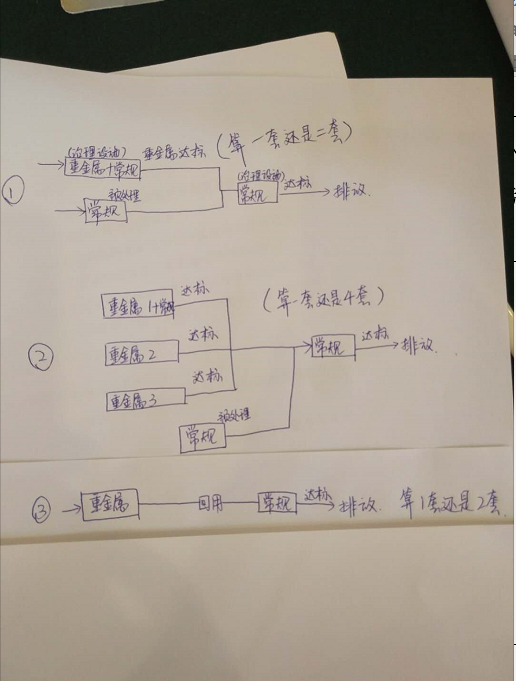 (治理设施) 重金属达标 (算一套还是二套)
① 重金属+常规 (治理设施)
预处理 常规 达标 排放.
常规
达标 (算一套还是4套)
重金属1+常规
达标
② 重金属2 常规 达标 排放.
达标
重金属3
预处理
常规
③ 重金属 回用 常规 达标 排放. 算1套还是2套.